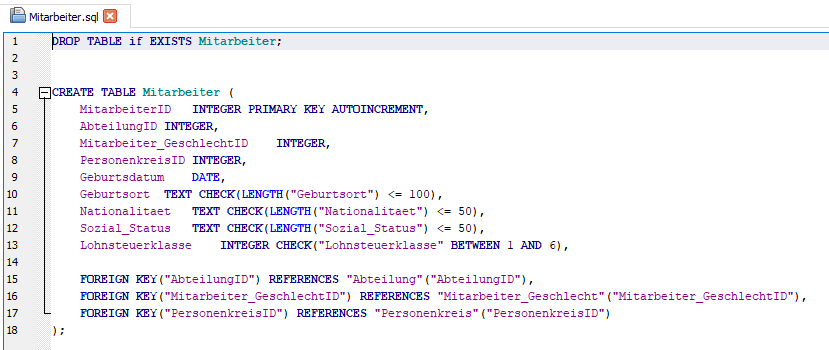 Mitarbeiter.sql
1 DROP TABLE if EXISTS Mitarbeiter;
2
3
4 CREATE TABLE Mitarbeiter (
5 MitarbeiterID INTEGER PRIMARY KEY AUTOINCREMENT,
6 AbteilungID INTEGER,
7 Mitarbeiter_GeschlechtID INTEGER,
8 PersonenkreisID INTEGER,
9 Geburtsdatum DATE,
10 Geburtsort TEXT CHECK(LENGTH("Geburtsort") <= 100),
11 Nationalitaet TEXT CHECK(LENGTH("Nationalitaet") <= 50),
12 Sozial_Status TEXT CHECK(LENGTH("Sozial_Status") <= 50),
13 Lohnsteuerklasse INTEGER CHECK("Lohnsteuerklasse" BETWEEN 1 AND 6),
14
15 FOREIGN KEY("AbteilungID") REFERENCES "Abteilung"("AbteilungID"),
16 FOREIGN KEY("Mitarbeiter_GeschlechtID") REFERENCES "Mitarbeiter_Geschlecht"("Mitarbeiter_GeschlechtID"),
17 FOREIGN KEY("PersonenkreisID") REFERENCES "Personenkreis"("PersonenkreisID")
18 );